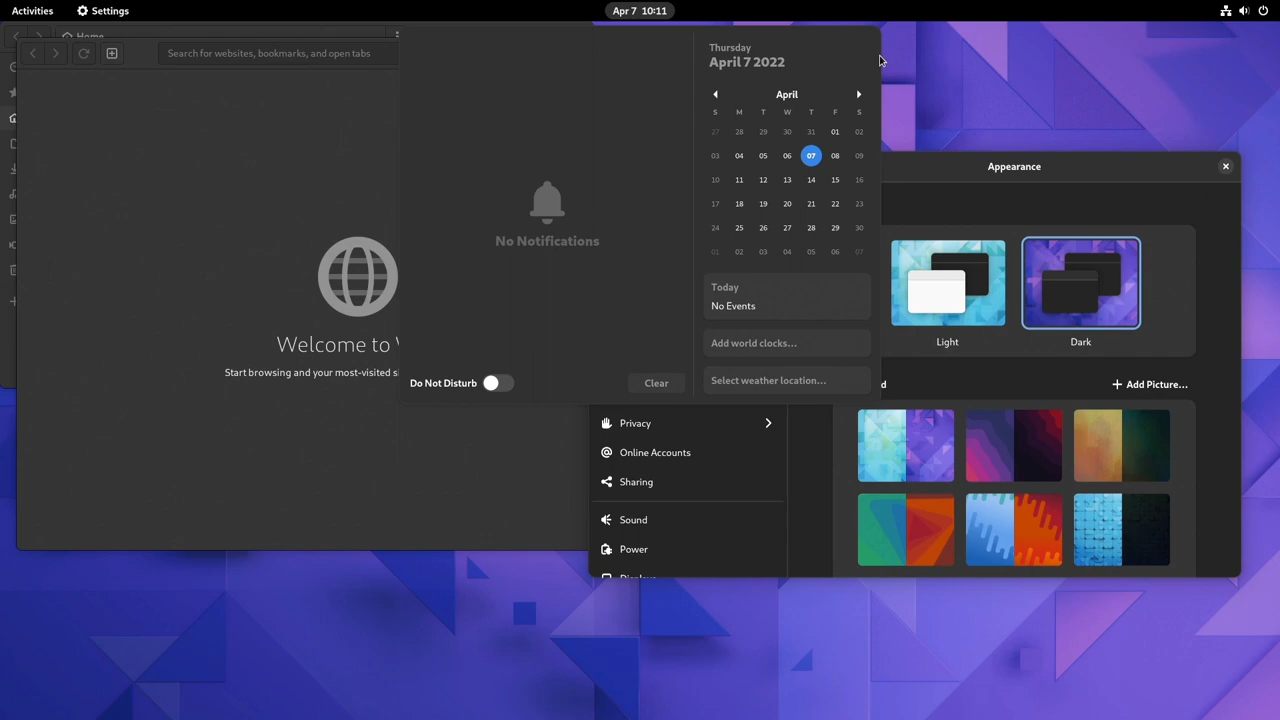 Activities
Settings
Apr 7 10:11
Home
Search for websites, bookmarks, and open tabs
Welcome to
Start browsing and your most-visited
No Notifications
Do Not Disturb
Clear
Thursday
April 7 2022
April
S M T W T F S
27 28 29 30 31 01 02
03 04 05 06 07 08 09
10 11 12 13 14 15 16
17 18 19 20 21 22 23
24 25 26 27 28 29 30
01 02 03 04 05 06 07
Today
No Events
Add world clocks...
Select weather location...
Appearance
Light
Dark
Add Picture...
Privacy
Online Accounts
Sharing
Sound
Power